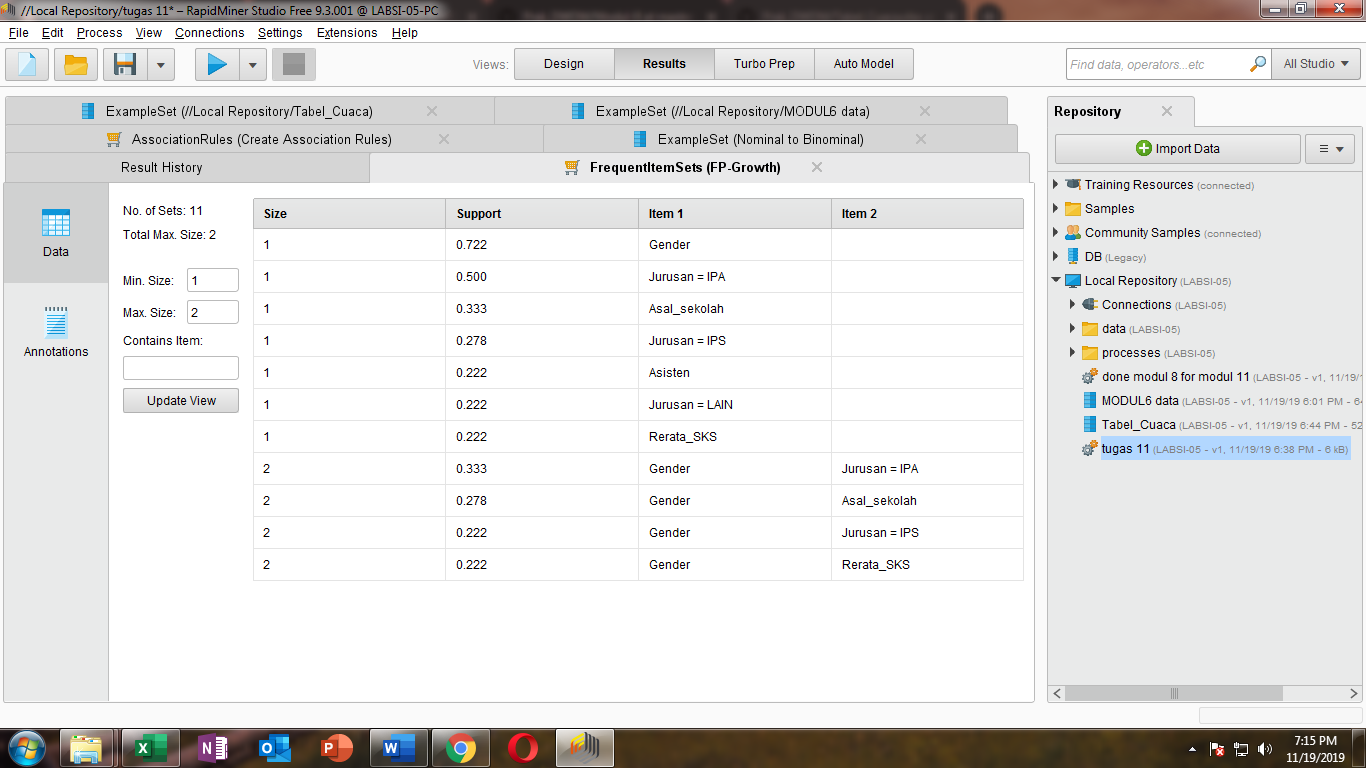 //Local Repository/tugas 11* – RapidMiner Studio Free 9.3.001 @ LABSI-05-PC
File Edit Process View Connections Settings Extensions Help
Views: Design Results Turbo Prep Auto Model Find data, operators...etc All Studio
ExampleSet (///Local Repository/Tabel_Cuaca) ExampleSet (///Local Repository/MODUL6 data)
AssociationRules (Create Association Rules) ExampleSet (Nominal to Binominal)
Result History FrequentItemSets (FP-Growth)
Data
Annotations
No. of Sets: 11
Total Max. Size: 2
Min. Size: 1
Max. Size: 2
Contains Item:
Update View
Size Support Item 1 Item 2
1 0.722 Gender
1 0.500 Jurusan = IPA
1 0.333 Asal_sekolah
1 0.278 Jurusan = IPS
1 0.222 Asisten
1 0.222 Jurusan = LAIN
1 0.222 Rerata_SKS
2 0.333 Gender Jurusan = IPA
2 0.278 Gender Asal_sekolah
2 0.222 Gender Jurusan = IPS
2 0.222 Gender Rerata_SKS
Repository
Import Data
Training Resources (connected)
Samples
Community Samples (connected)
DB (Legacy)
Local Repository (LABSI-05)
Connections (LABSI-05)
data (LABSI-05)
processes (LABSI-05)
done modul 8 for modul 11 (LABSI-05 - v1, 11/19/1
MODUL6 data (LABSI-05 - v1, 11/19/19 6:01 PM - 6
Tabel_Cuaca (LABSI-05 - v1, 11/19/19 6:44 PM - 52
tugas 11 (LABSI-05 - v1, 11/19/19 6:38 PM - 6 kB)
7:15 PM
11/19/2019